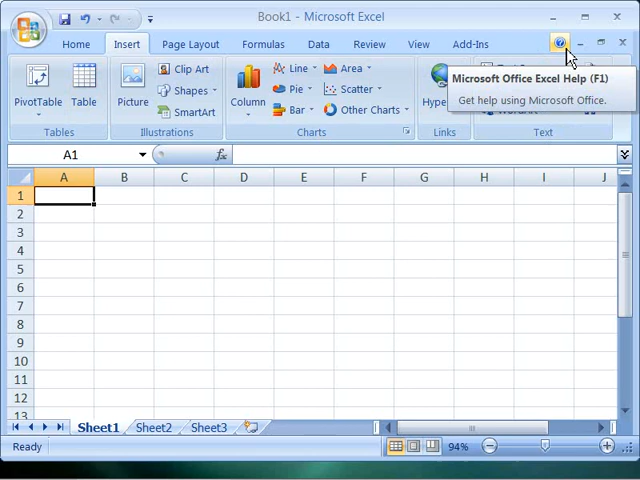 Book1 - Microsoft Excel
Home Insert Page Layout Formulas Data Review View Add-Ins
PivotTable Table Picture Clip Art Shapes SmartArt Column Line Pie Bar Area Scatter Other Charts
Microsoft Office Excel Help (F1)
Get help using Microsoft Office.
Tables Illustrations Charts Links Text
A1 fx
A B C D E F G H I J
1
2
3
4
5
6
7
8
9
10
11
12
13
Sheet1 Sheet2 Sheet3
Ready 94%